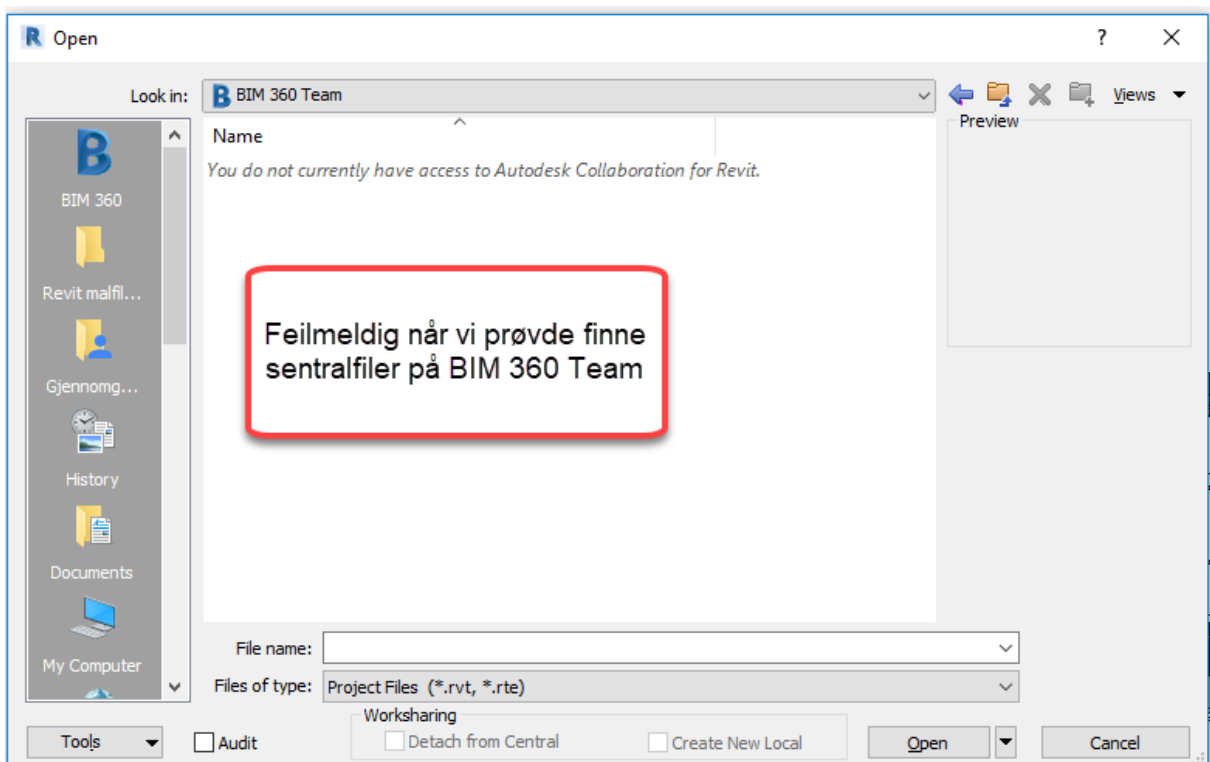 Open
Look in:
BIM 360 Team
Views
Name
Preview
You do not currently have access to Autodesk Collaboration for Revit.
BIM 360
Revit malfil...
Gjennomg...
History
Documents
My Computer
Feilmeldig når vi prøvde finne
sentralfiler på BIM 360 Team
File name:
Files of type: Project Files (*.rvt, *.rte)
Worksharing
Tools
Audit
Detach from Central
Create New Local
Open
Cancel